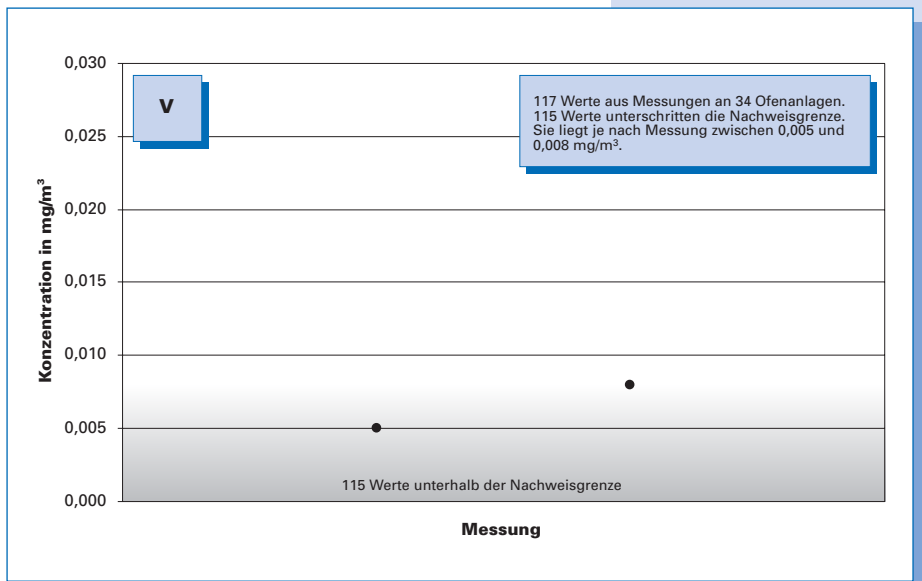 0,030
V
117 Werte aus Messungen an 34 Ofenanlagen.
115 Werte unterschritten die Nachweisgrenze.
Sie liegt je nach Messung zwischen 0,005 und
0,008 mg/m³.
0,025
0,020
Konzentration in mg/m³
0,015
0,010
0,005
115 Werte unterhalb der Nachweisgrenze
0,000
Messung